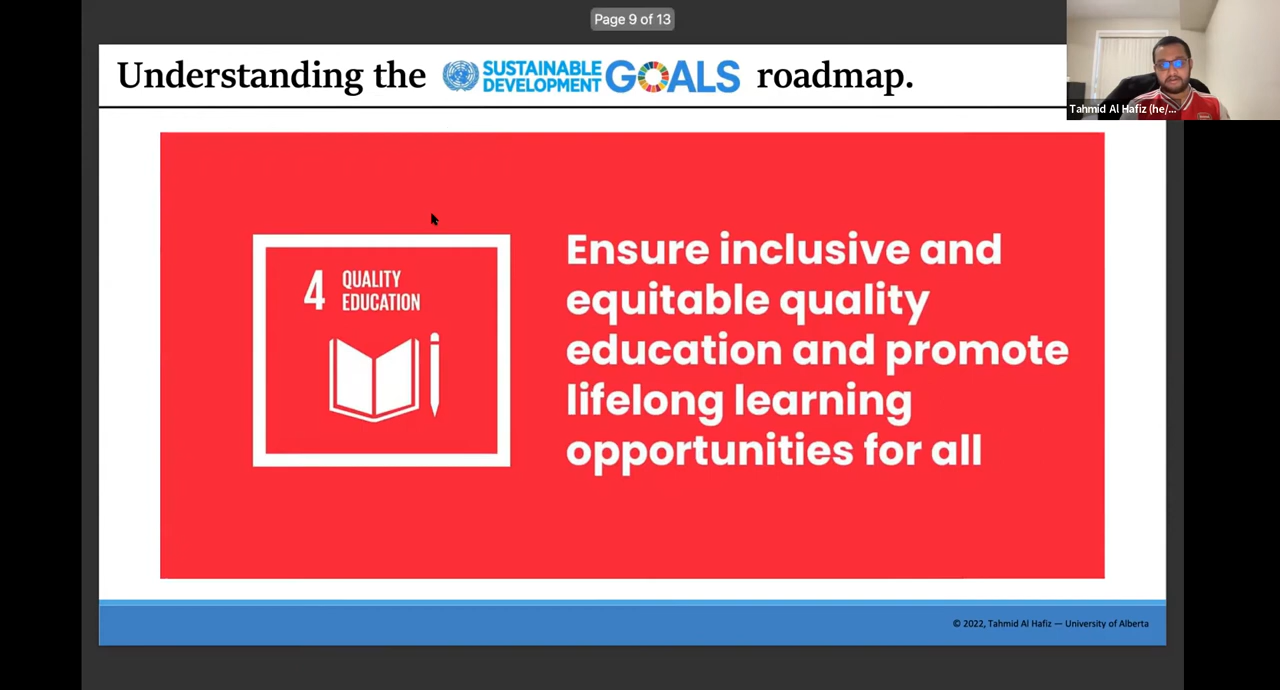 Page 9 of 13
Understanding the SUSTAINABLE DEVELOPMENT GOALS roadmap.
Tahmid Al Hafiz (he/...
4 QUALITY
EDUCATION
Ensure inclusive and
equitable quality
education and promote
lifelong learning
opportunities for all
© 2022, Tahmid Al Hafiz — University of Alberta